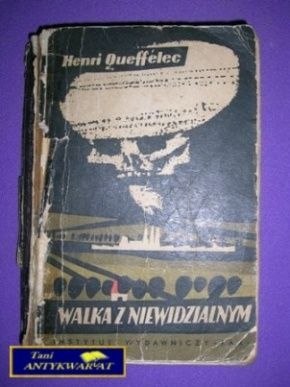 Henri Queffélec
WALKA Z NIEWIDZIALNYM
INSTYTUT WYDAWNICZY
Tani
ANTYKWARIAT